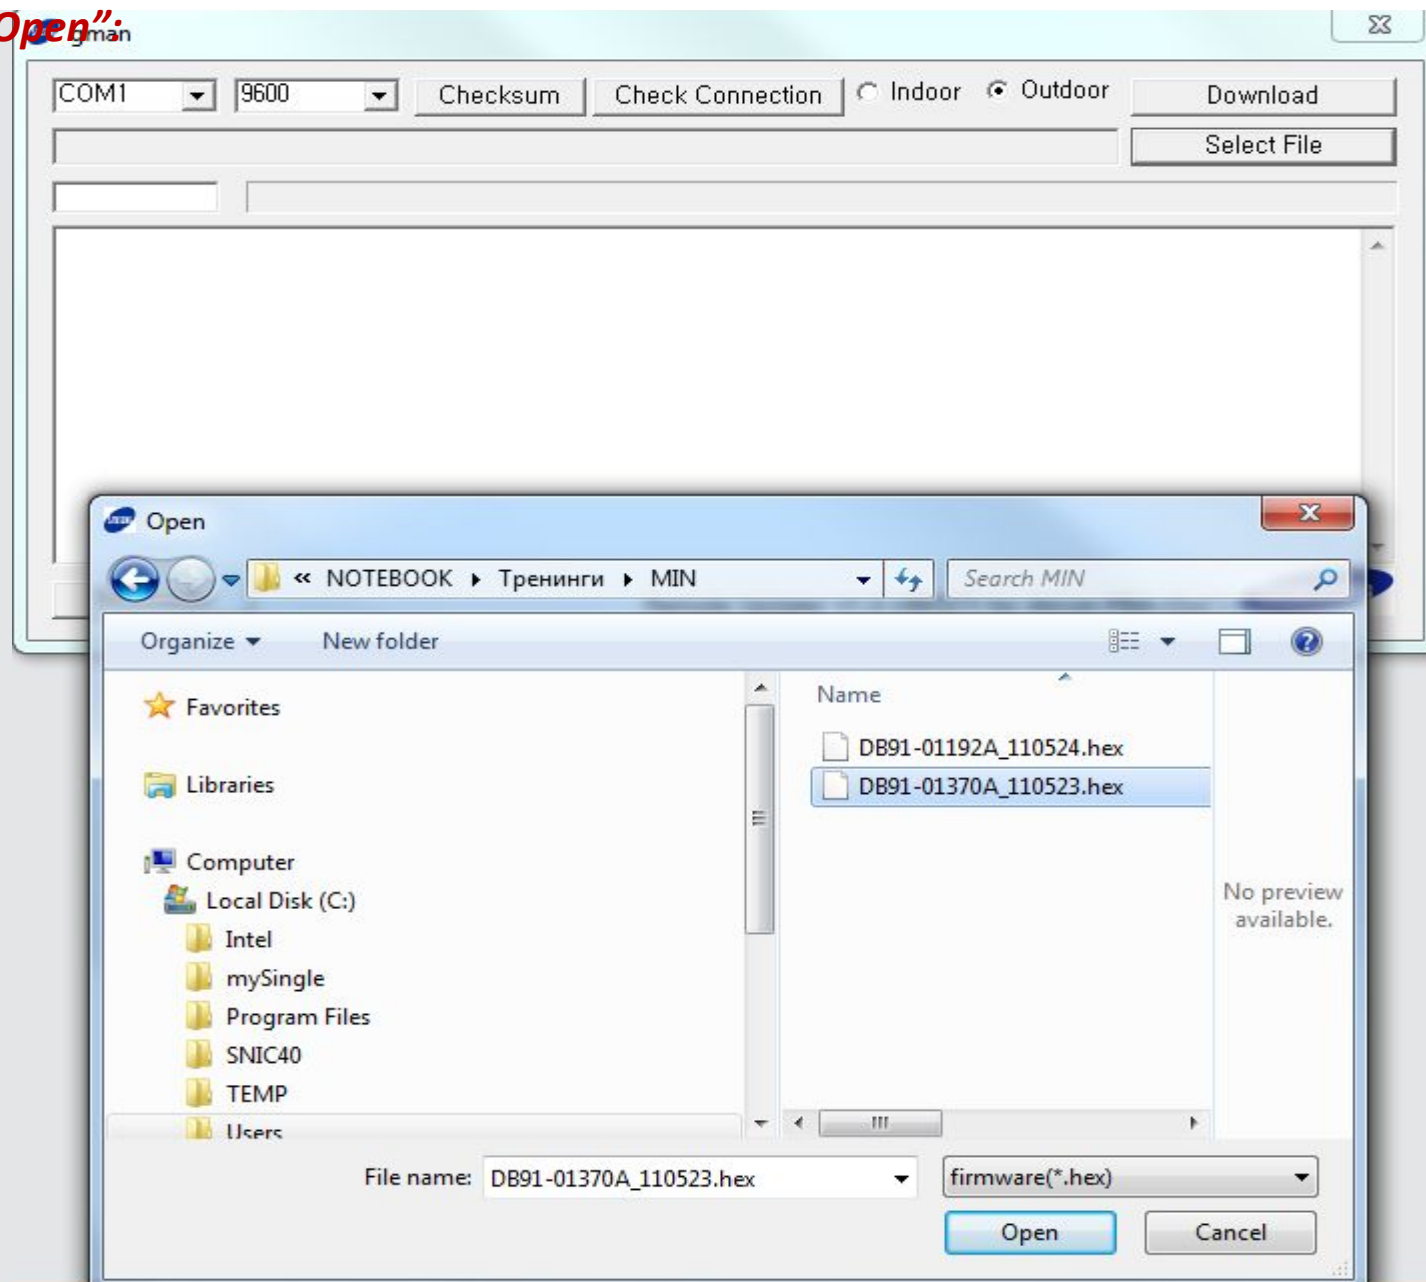 Open”:
gman
COM1 9600 Checksum Check Connection Indoor Outdoor Download
Select File
Open
« NOTEBOOK Тренинги MIN Search MIN
Organize New folder
Name
Favorites
DB91-01192A_110524.hex
DB91-01370A_110523.hex
Libraries
Computer
Local Disk (C:)
Intel
mySingle
Program Files
SNIC40
TEMP
Users
No preview
available.
File name: DB91-01370A_110523.hex firmware(*.hex)
Open Cancel